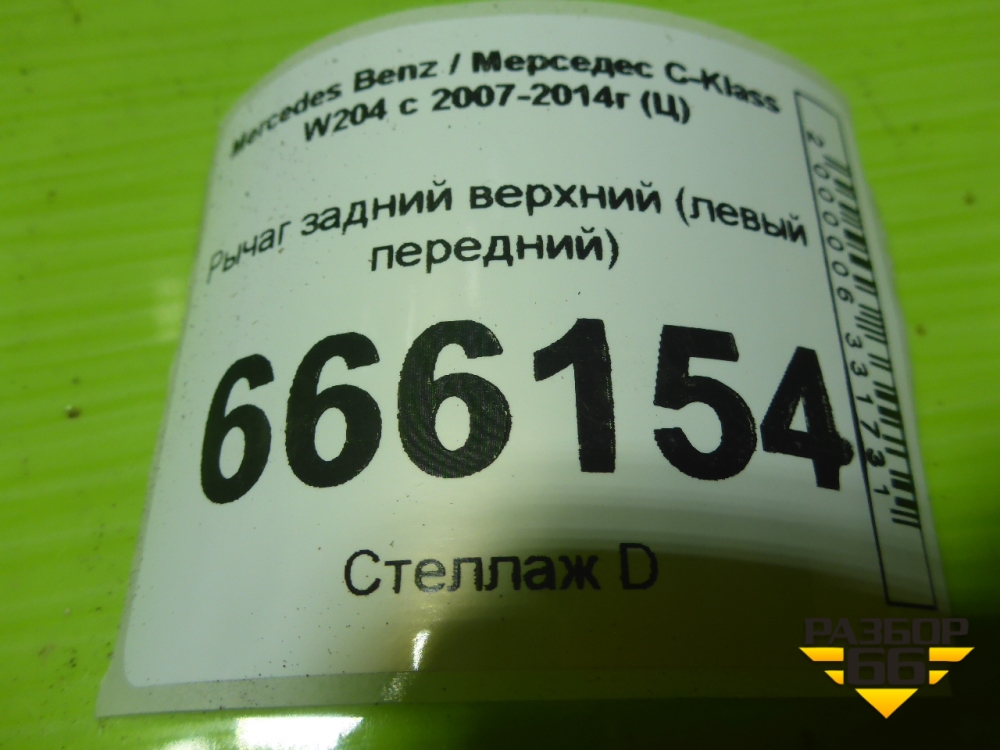 Mercedes Benz / Мерседес C-Klass
W204 с 2007-2014г (Ц)
Рычаг задний верхний (левый
передний)
666154
Стеллаж D
2000006331731
РАЗБОР
66